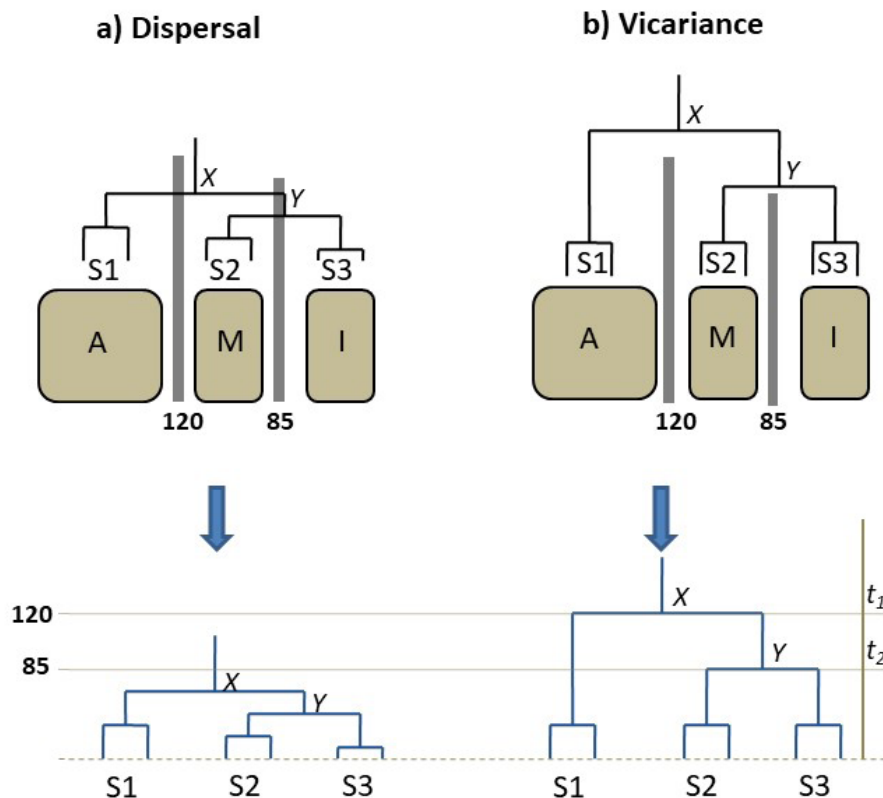 a) Dispersal
b) Vicariance
X
Y
S1 S2 S3
A M I
120 85
X
Y
S1 S2 S3
A M I
120 85
120
85
X
Y
S1 S2 S3
X
Y
t1
t2
S1 S2 S3